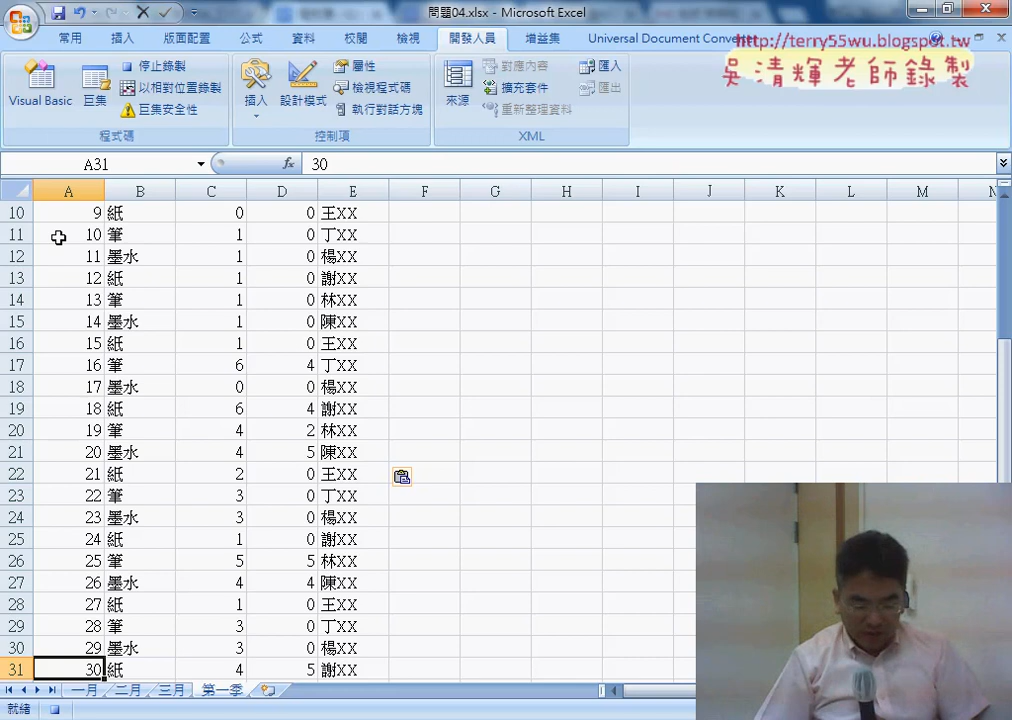 問題04.xlsx - Microsoft Excel
常用 插入 版面配置 公式 資料 校閱 檢視 開發人員 增益集 Universal Document Conver
http://terry55wu.blogspot.tw
吳清輝老師錄製
Visual Basic 巨集 停止錄製 以相對位置錄製 巨集安全性 插入 設計模式 屬性 檢視程式碼 執行對話方塊 來源 對應內容 擴充套件 重新整理資料 匯入 匯出
程式碼 控制項 XML
A31 fx 30
A B C D E F G H I J K L M N
10 9 紙 0 0 王XX
11 10 筆 1 0 丁XX
12 11 墨水 1 0 楊XX
13 12 紙 1 0 謝XX
14 13 筆 1 0 林XX
15 14 墨水 1 0 陳XX
16 15 紙 1 0 王XX
17 16 筆 6 4 丁XX
18 17 墨水 0 0 楊XX
19 18 紙 6 4 謝XX
20 19 筆 4 2 林XX
21 20 墨水 4 5 陳XX
22 21 紙 2 0 王XX
23 22 筆 3 0 丁XX
24 23 墨水 3 0 楊XX
25 24 紙 1 0 謝XX
26 25 筆 5 5 林XX
27 26 墨水 4 4 陳XX
28 27 紙 1 0 王XX
29 28 筆 3 0 丁XX
30 29 墨水 3 0 楊XX
31 30 紙 4 5 謝XX
一月 二月 三月 第一季
就緒